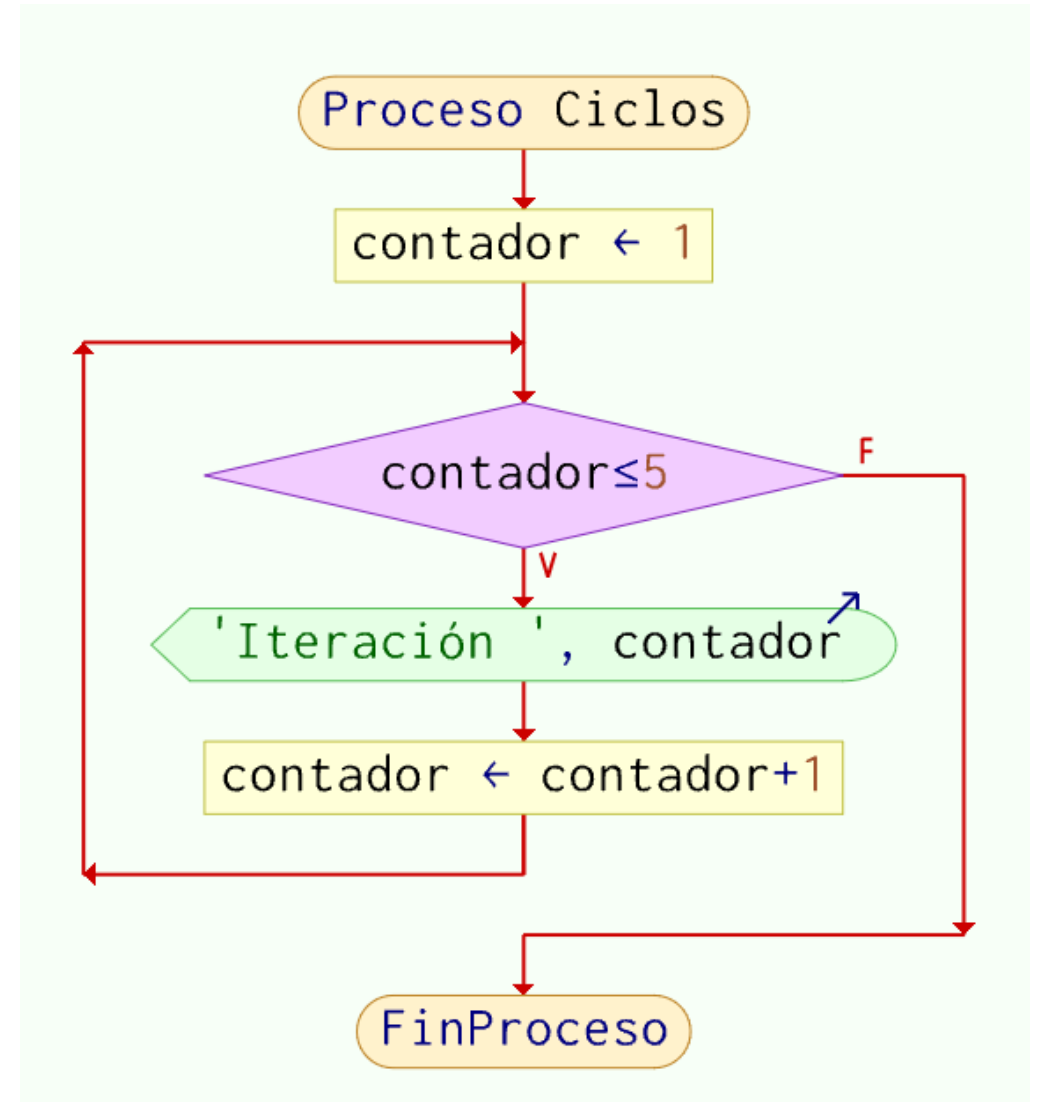 Proceso Ciclos
contador ← 1
contador≤5
F
V
'Iteración ', contador
contador ← contador+1
FinProceso